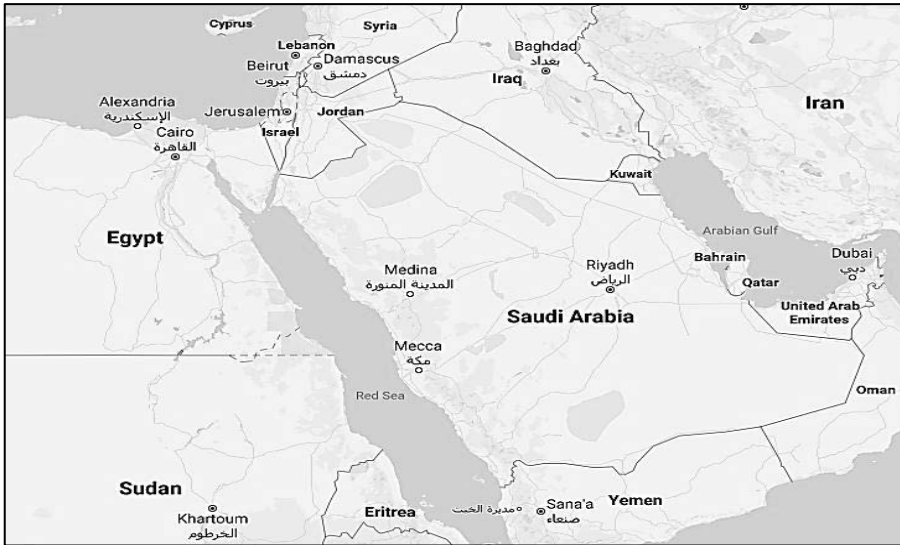 Cyprus
Syria
Lebanon
Beirut
بيروت
Damascus
دمشق
Baghdad
بغداد
Iraq
Iran
Alexandria
الإسكندرية
Jerusalem
Jordan
Israel
Cairo
القاهرة
Kuwait
Egypt
Arabian Gulf
Bahrain
Dubai
دبي
Medina
المدينة المنورة
Riyadh
الرياض
Qatar
United Arab
Emirates
Saudi Arabia
Mecca
مكة
Red Sea
Oman
Sudan
Khartoum
الخرطوم
Eritrea
مديرية الخبت
Sana'a
صنعاء
Yemen